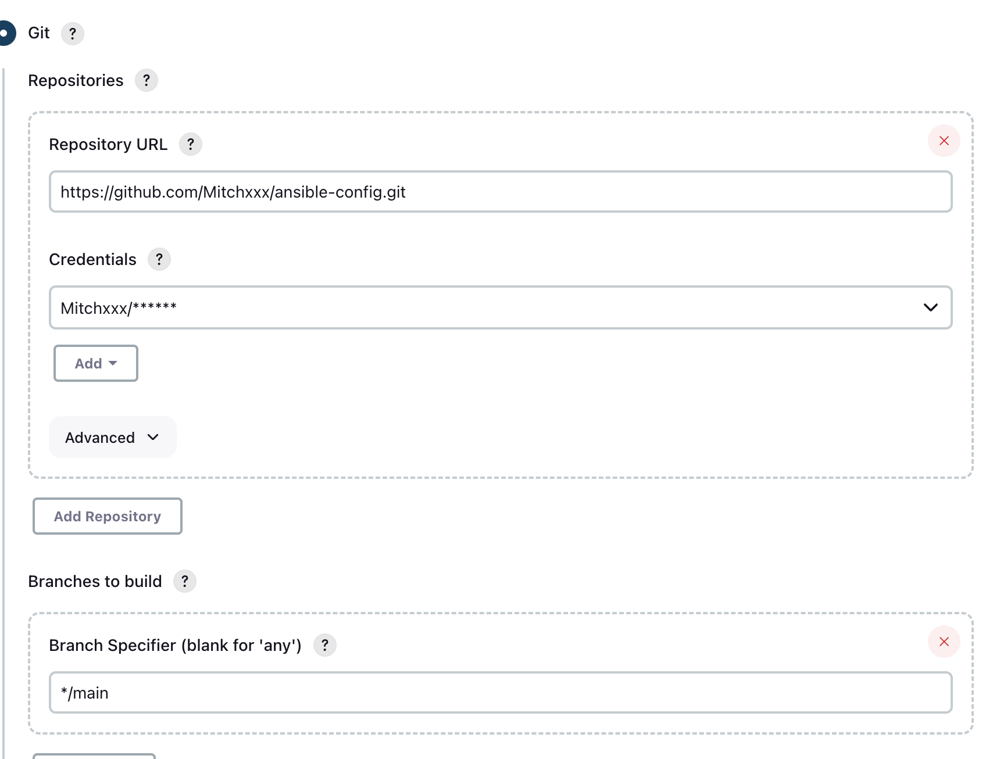 Git ?
Repositories ?
Repository URL ?
https://github.com/Mitchxxx/ansible-config.git
Credentials ?
Mitchxxx/******
Add
Advanced
Add Repository
Branches to build ?
Branch Specifier (blank for 'any') ?
*/main